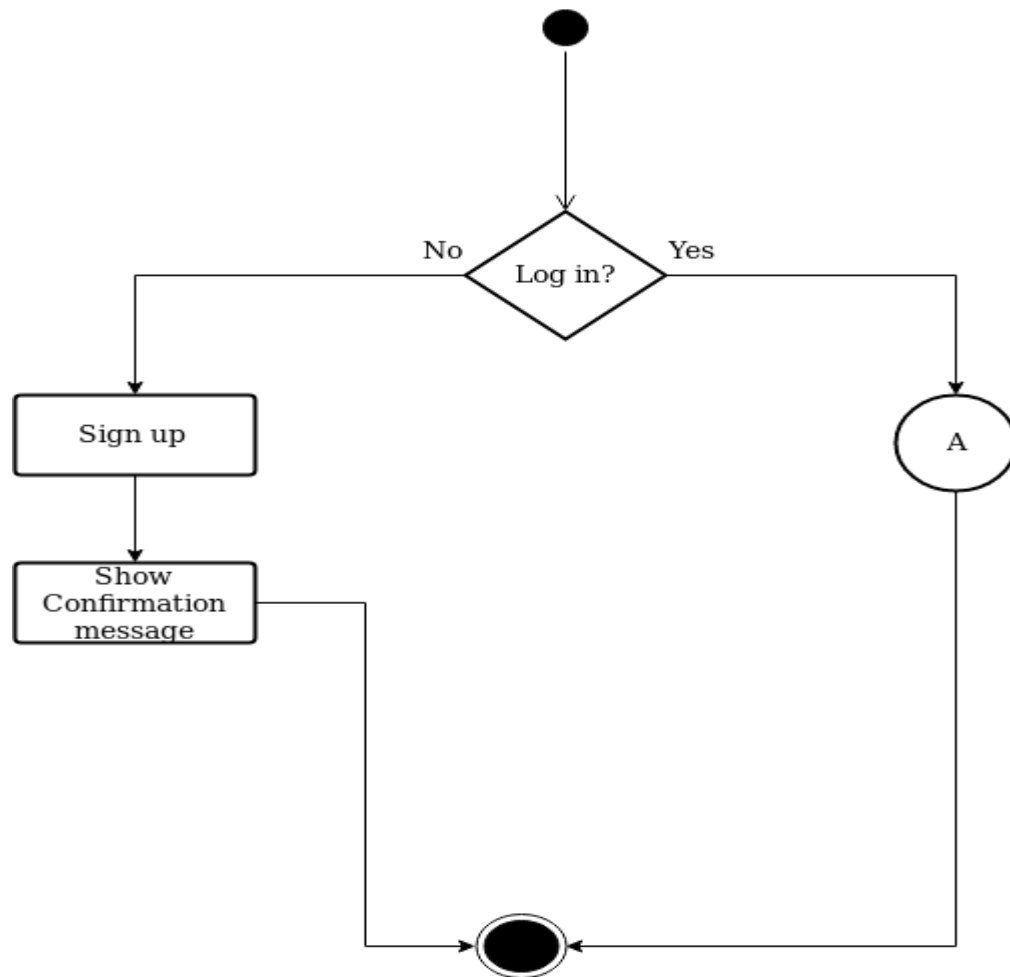 No
Log in?
Yes
Sign up
A
Show
Confirmation
message